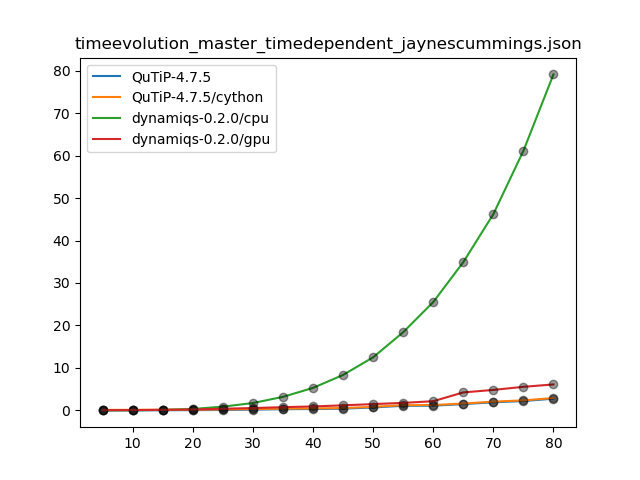 timeevolution_master_timedependent_jaynescummings.json
QuTiP-4.7.5
QuTiP-4.7.5/cython
dynamiqs-0.2.0/cpu
dynamiqs-0.2.0/gpu
80
70
60
50
40
30
20
10
0
10 20 30 40 50 60 70 80